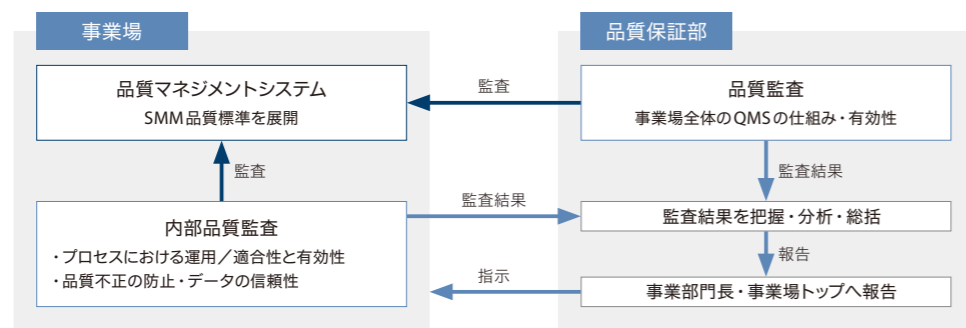 事業場
品質マネジメントシステム
SMM品質標準を展開
監査
内部品質監査
・プロセスにおける運用／適合性と有効性
・品質不正の防止・データの信頼性
監査
監査結果
指示
品質保証部
品質監査
事業場全体のQMSの仕組み・有効性
監査結果
監査結果を把握・分析・総括
報告
事業部門長・事業場トップへ報告